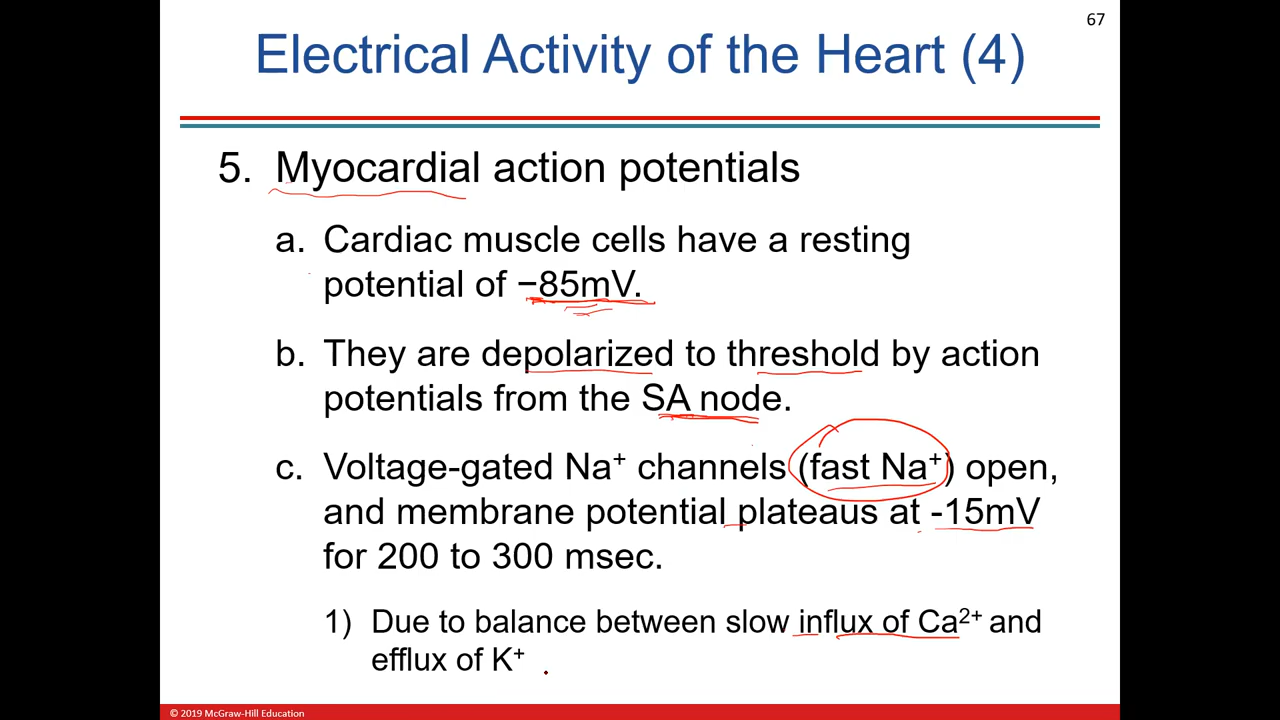 67
Electrical Activity of the Heart (4)
5. Myocardial action potentials
a. Cardiac muscle cells have a resting
potential of −85mV.
b. They are depolarized to threshold by action
potentials from the SA node.
c. Voltage-gated Na⁺ channels (fast Na⁺) open,
and membrane potential plateaus at -15mV
for 200 to 300 msec.
1) Due to balance between slow influx of Ca²⁺ and
efflux of K⁺
© 2019 McGraw-Hill Education